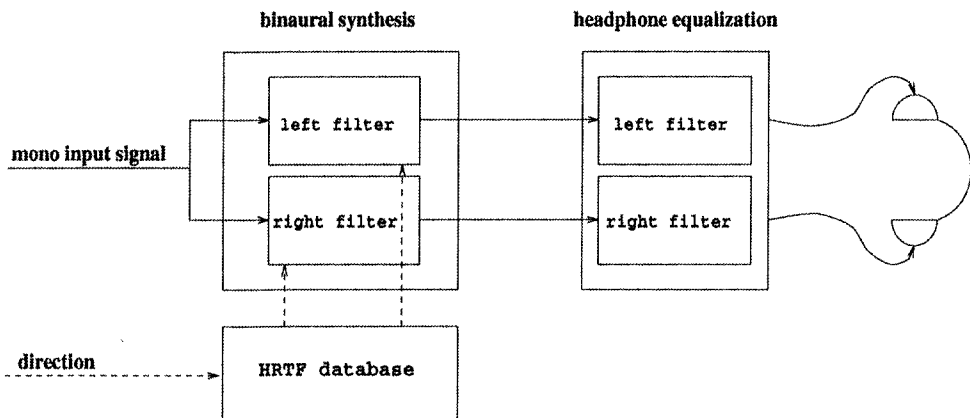 binaural synthesis
headphone equalization
left filter
left filter
mono input signal
right filter
right filter
direction
HRTF database